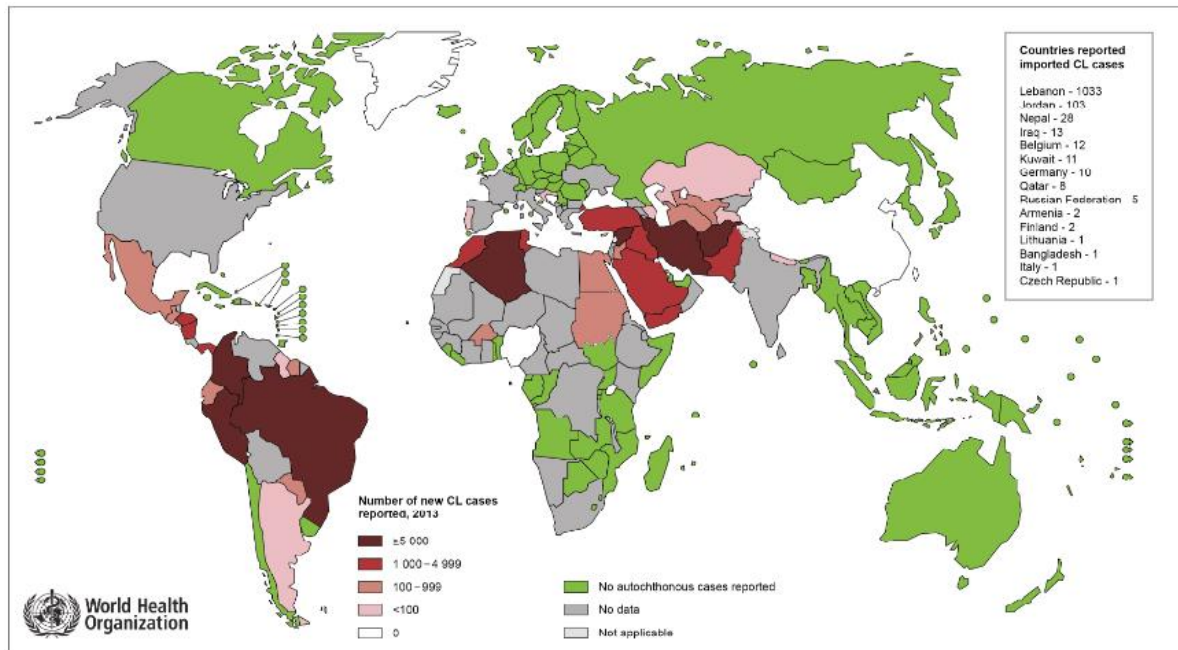 Countries reported
imported CL cases
Lebanon - 1033
Jordan - 103
Nepal - 28
Iraq - 13
Belgium - 12
Kuwait - 11
Germany - 10
Qatar - 8
Russian Federation 5
Armenia - 2
Finland - 2
Lithuania - 1
Bangladesh - 1
Italy - 1
Czech Republic - 1
Number of new CL cases
reported, 2013
≥5 000
1 000 – 4 999
100 – 999
<100
0
No autochthonous cases reported
No data
Not applicable
World Health
Organization